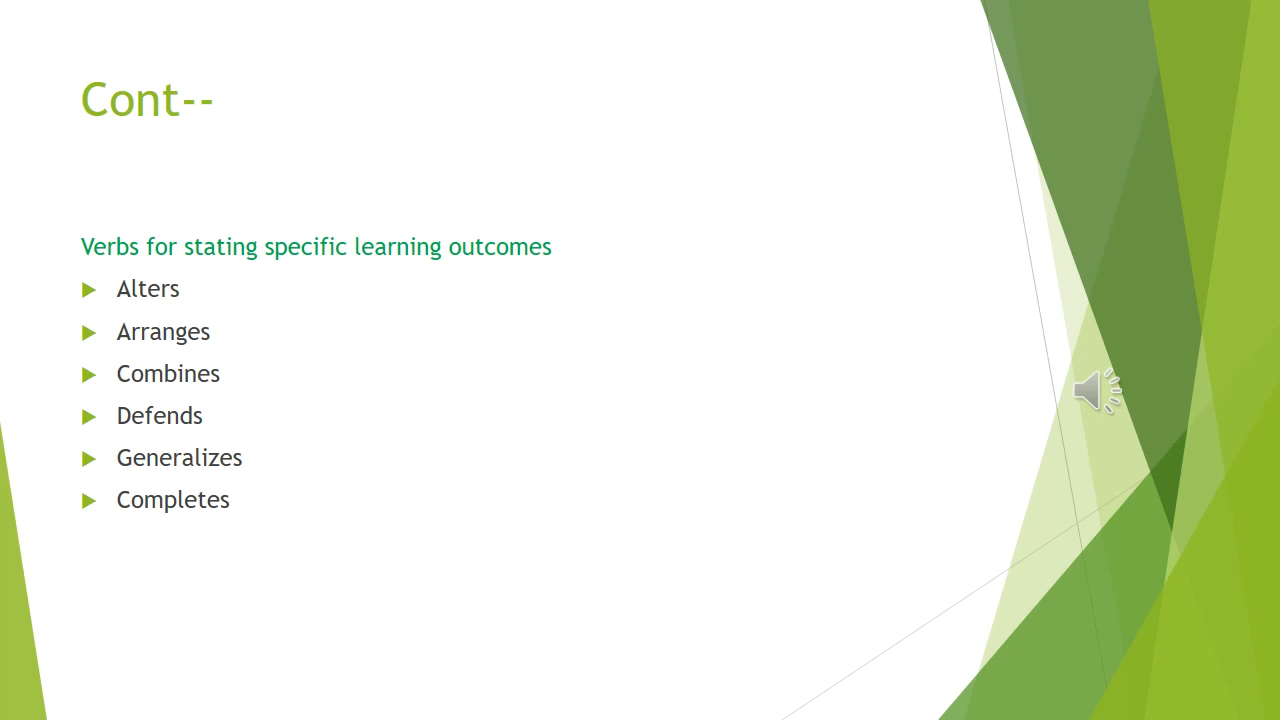 Cont--
Verbs for stating specific learning outcomes
Alters
Arranges
Combines
Defends
Generalizes
Completes